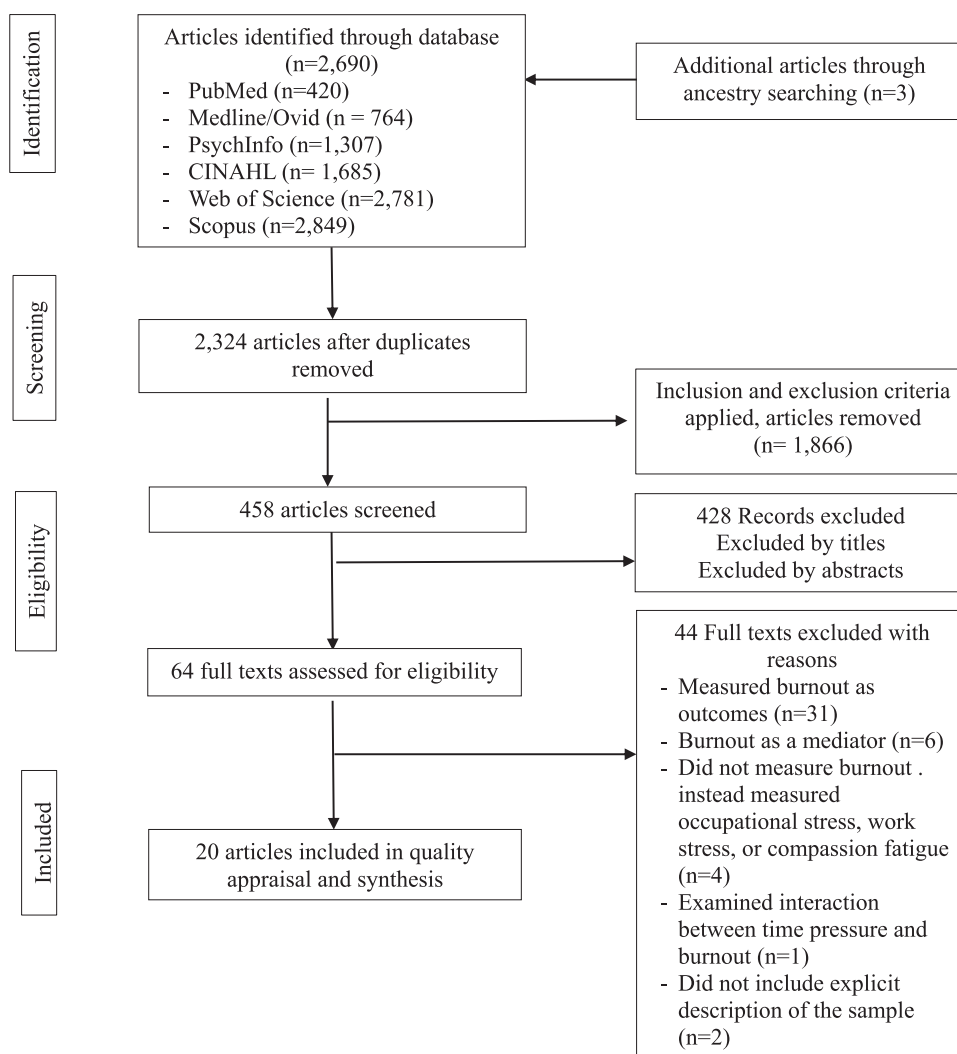 Identification
Articles identified through database
(n=2,690)
- PubMed (n=420)
- Medline/Ovid (n = 764)
- PsychInfo (n=1,307)
- CINAHL (n= 1,685)
- Web of Science (n=2,781)
- Scopus (n=2,849)
Additional articles through
ancestry searching (n=3)
Screening
2,324 articles after duplicates
removed
Inclusion and exclusion criteria
applied, articles removed
(n= 1,866)
Eligibility
458 articles screened
428 Records excluded
Excluded by titles
Excluded by abstracts
64 full texts assessed for eligibility
44 Full texts excluded with
reasons
- Measured burnout as
outcomes (n=31)
- Burnout as a mediator (n=6)
- Did not measure burnout .
instead measured
occupational stress, work
stress, or compassion fatigue
(n=4)
- Examined interaction
between time pressure and
burnout (n=1)
- Did not include explicit
description of the sample
(n=2)
Included
20 articles included in quality
appraisal and synthesis